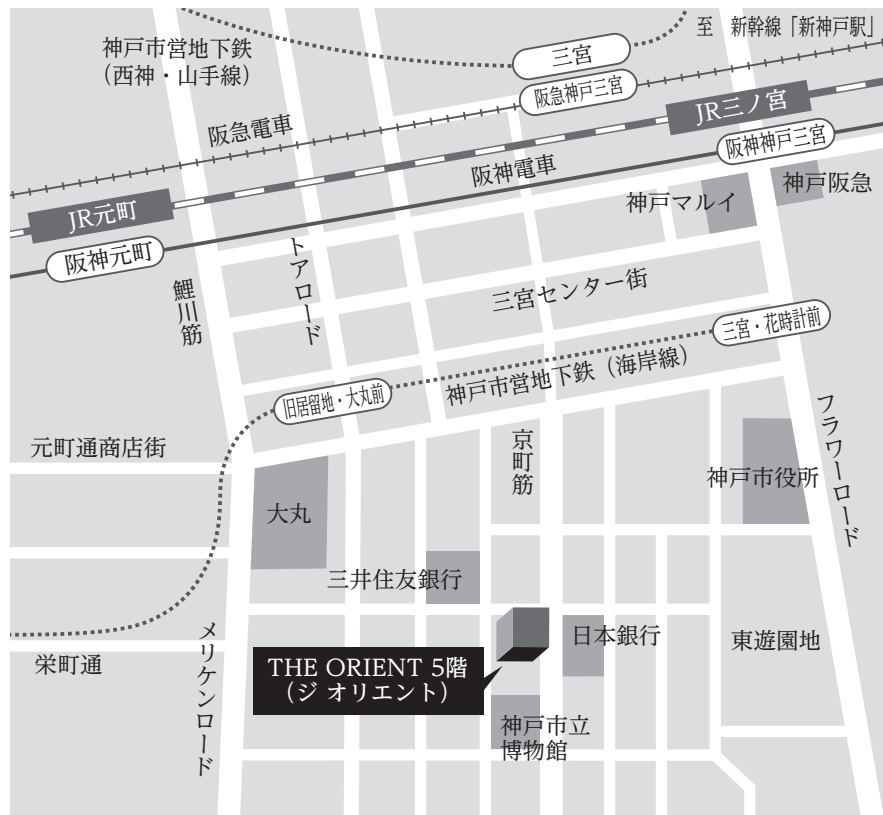 神戸市営地下鉄
（西神・山手線）
至　新幹線「新神戸駅」
三宮
阪急神戸三宮
阪急電車
JR三ノ宮
阪神神戸三宮
阪神電車
神戸マルイ
神戸阪急
JR元町
阪神元町
鯉川筋
トアロード
三宮センター街
三宮・花時計前
神戸市営地下鉄（海岸線）
旧居留地・大丸前
元町通商店街
京町筋
フラワーロード
神戸市役所
大丸
三井住友銀行
日本銀行
東遊園地
メリケンロード
栄町通
THE ORIENT 5階
（ジ オリエント）
神戸市立
博物館